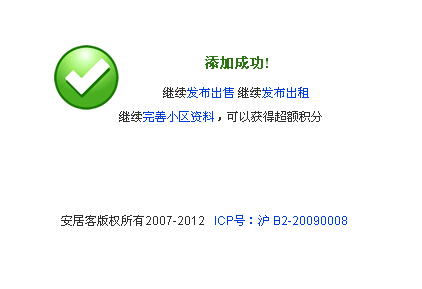 添加成功!
继续发布出售 继续发布出租
继续完善小区资料，可以获得超额积分
安居客版权所有2007-2012 ICP号：沪 B2-20090008